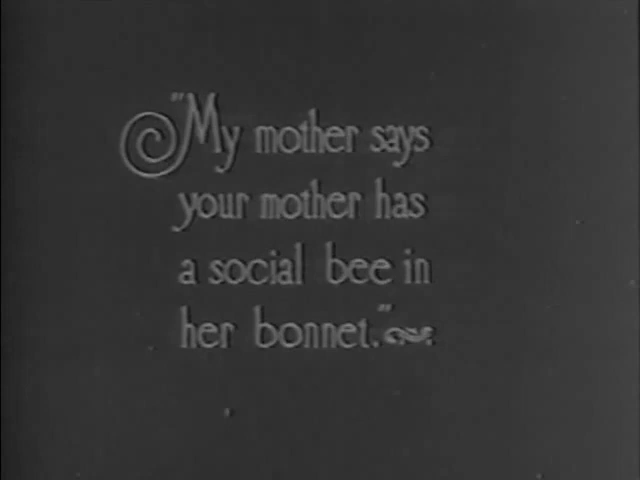 "My mother says
your mother has
a social bee in
her bonnet."